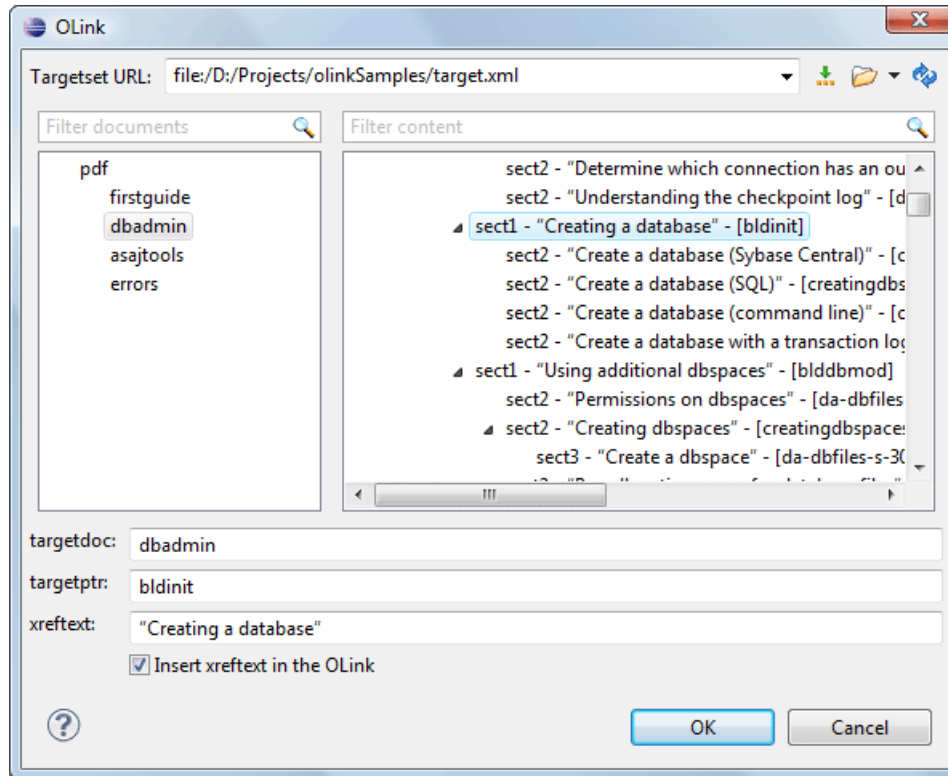 OLink
Targetset URL: file:/D:/Projects/olinkSamples/target.xml
Filter documents
Filter content
pdf
firstguide
dbadmin
asajtools
errors
sect2 - "Determine which connection has an ou
sect2 - "Understanding the checkpoint log" - [d
sect1 - "Creating a database" - [bldinit]
sect2 - "Create a database (Sybase Central)" - [c
sect2 - "Create a database (SQL)" - [creatingdbs
sect2 - "Create a database (command line)" - [c
sect2 - "Create a database with a transaction log
sect1 - "Using additional dbspaces" - [blddbmod]
sect2 - "Permissions on dbspaces" - [da-dbfiles
sect2 - "Creating dbspaces" - [creatingdbspaces
sect3 - "Create a dbspace" - [da-dbfiles-s-30
targetdoc: dbadmin
targetptr: bldinit
xreftext: "Creating a database"
Insert xreftext in the OLink
OK
Cancel